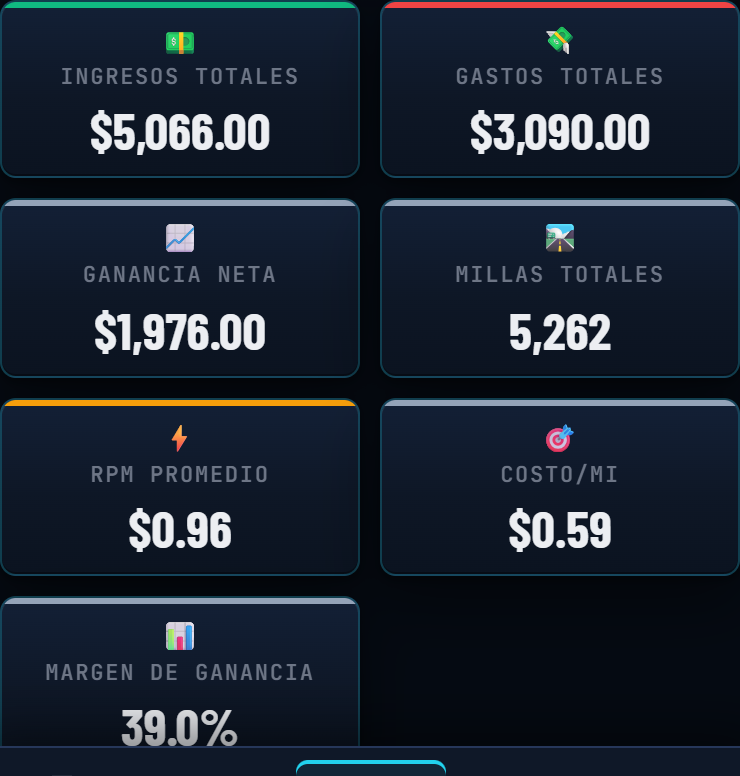 INGRESOS TOTALES
$5,066.00
GASTOS TOTALES
$3,090.00
GANANCIA NETA
$1,976.00
MILLAS TOTALES
5,262
RPM PROMEDIO
$0.96
COSTO/MI
$0.59
MARGEN DE GANANCIA
39.0%